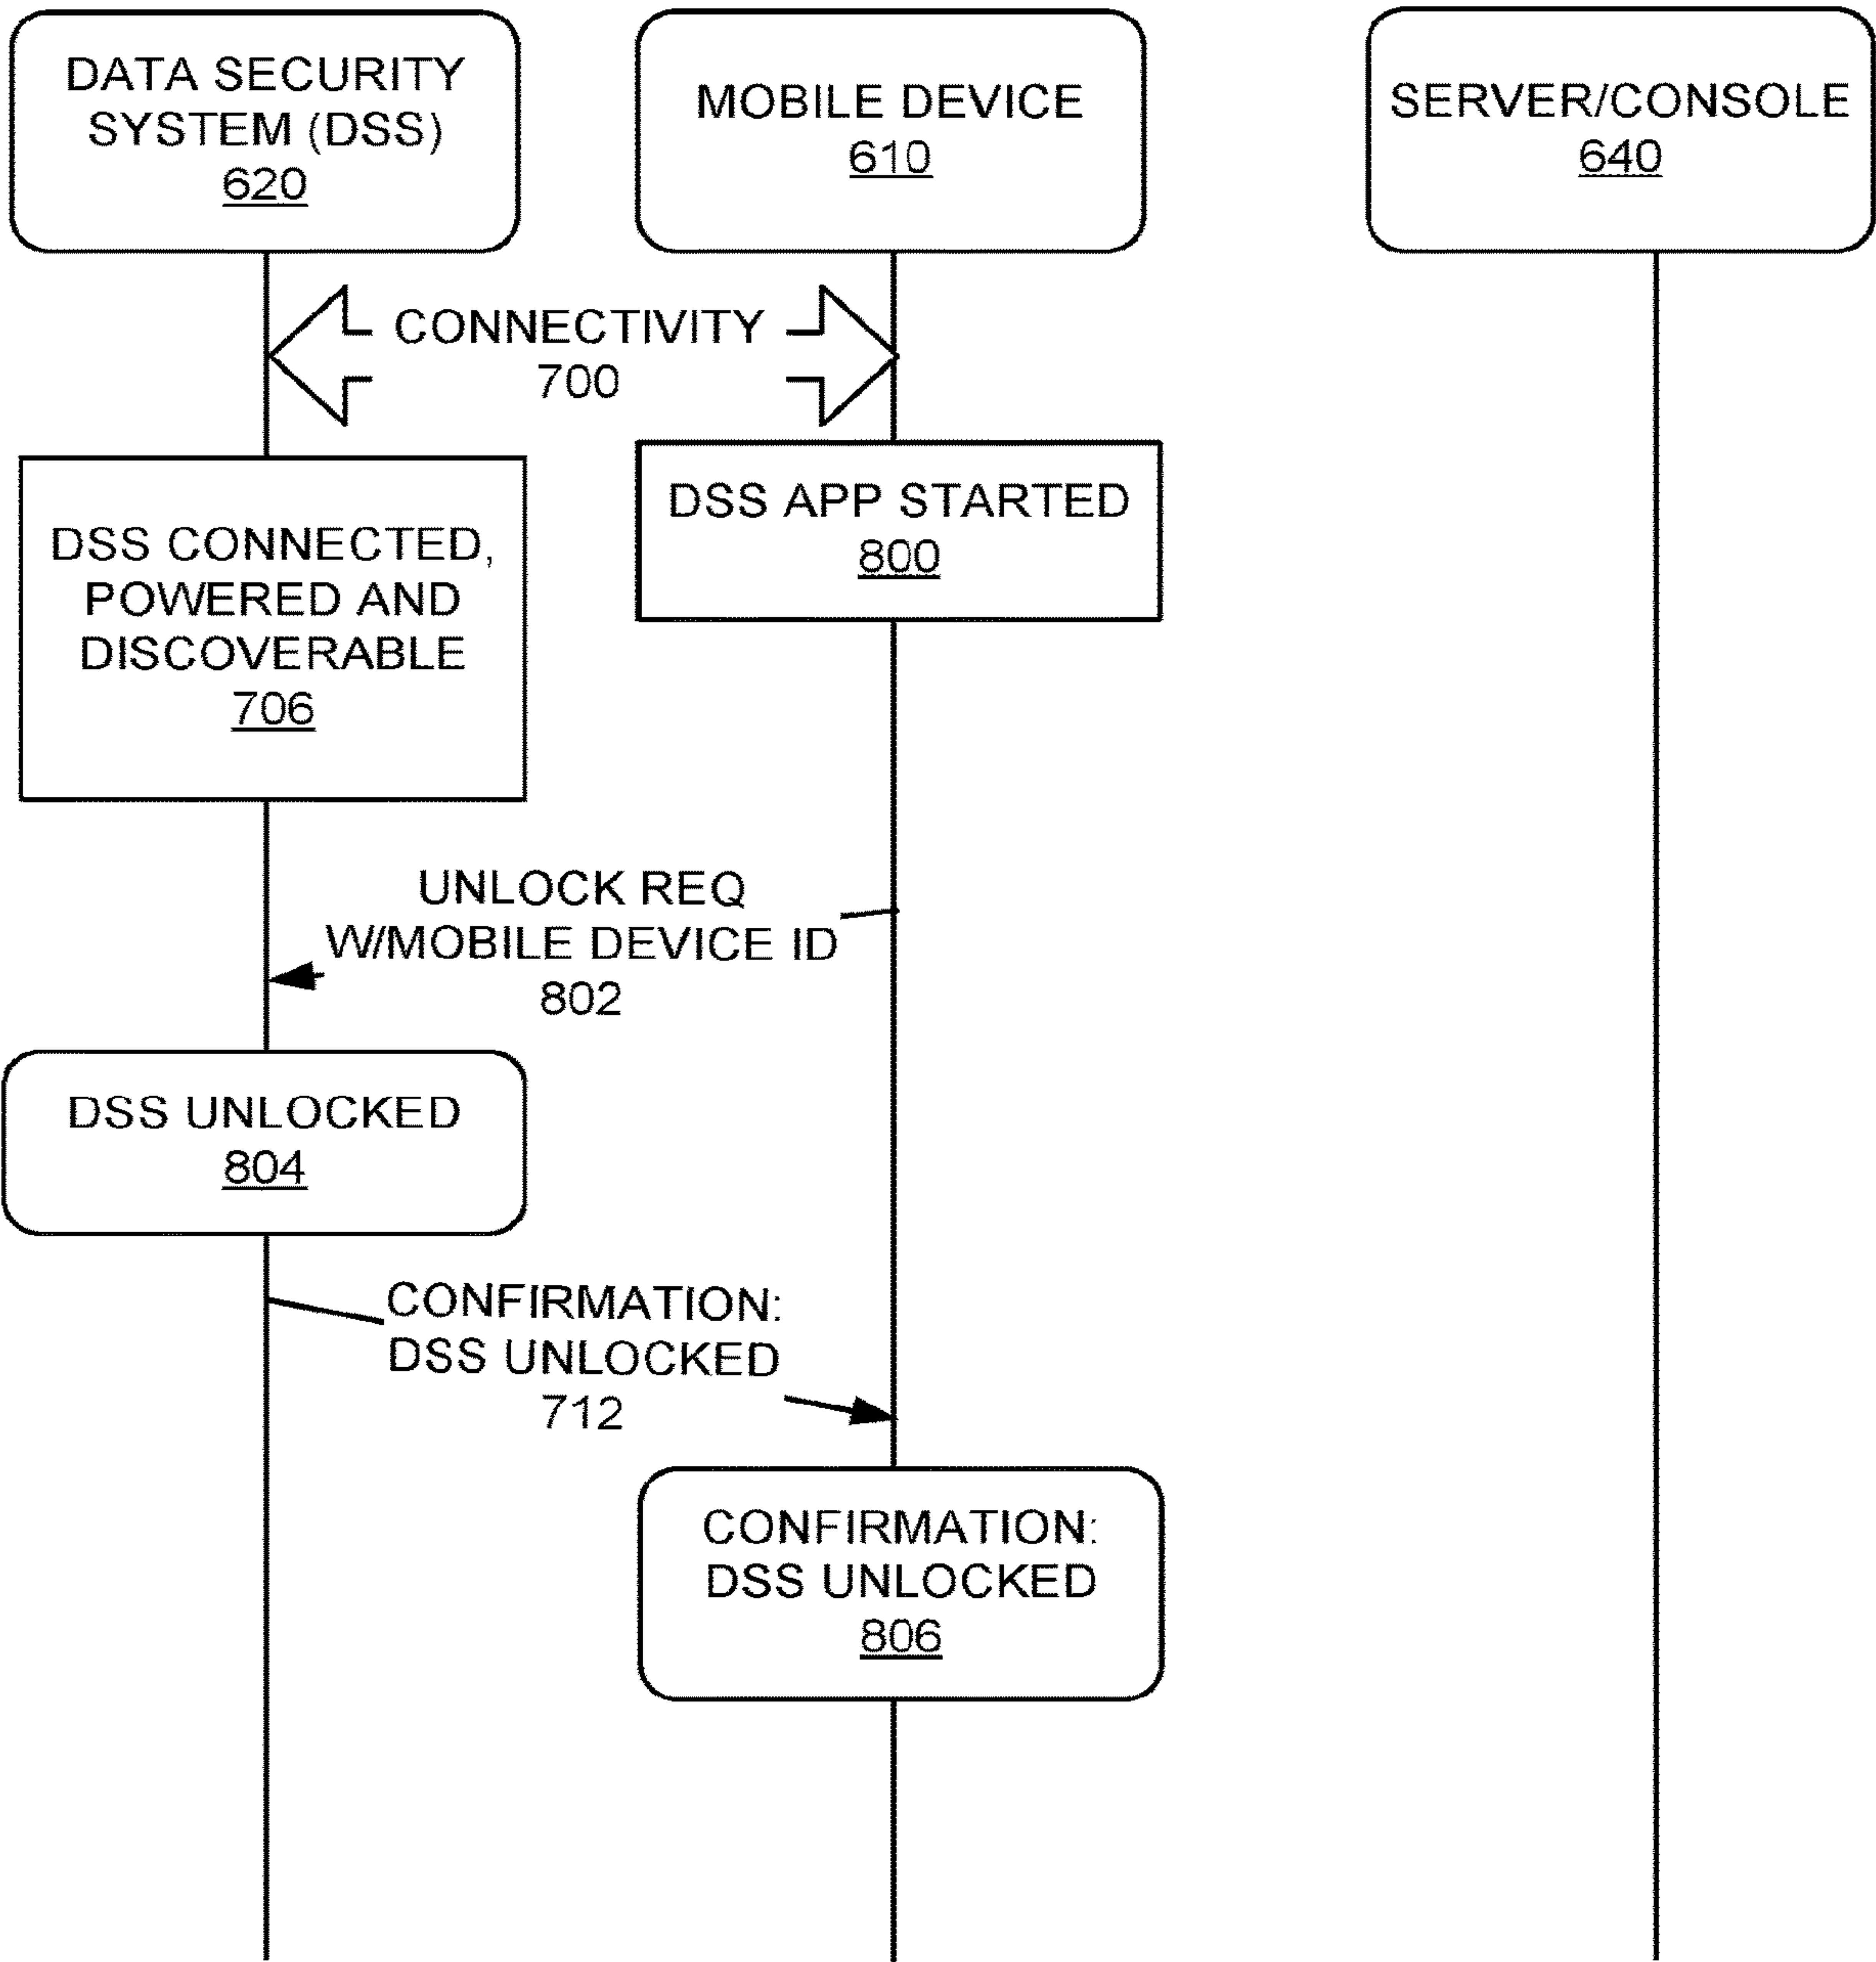 DATA SECURITY
SYSTEM (DSS)
620
MOBILE DEVICE
610
SERVER/CONSOLE
640
CONNECTIVITY
700
DSS CONNECTED,
POWERED AND
DISCOVERABLE
706
DSS APP STARTED
800
UNLOCK REQ
W/MOBILE DEVICE ID
802
DSS UNLOCKED
804
CONFIRMATION:
DSS UNLOCKED
712
CONFIRMATION:
DSS UNLOCKED
806